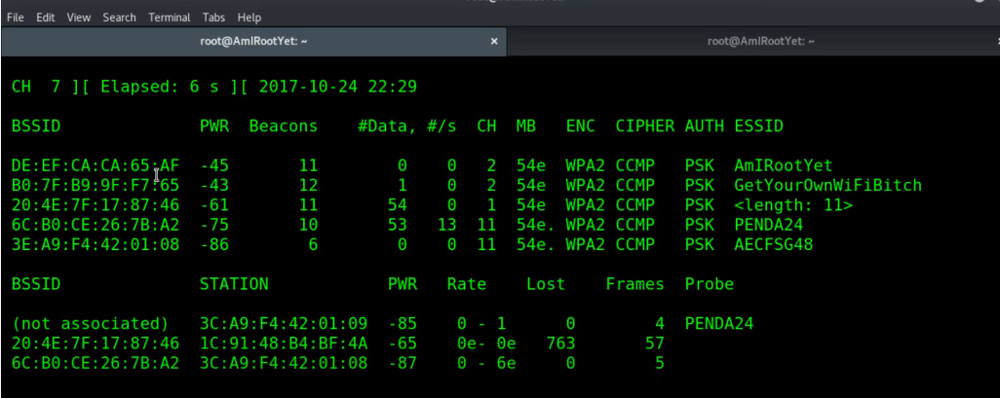 File Edit View Search Terminal Tabs Help
root@AmIRootYet: ~ × root@AmIRootYet: ~
CH 7 ][ Elapsed: 6 s ][ 2017-10-24 22:29
BSSID PWR Beacons #Data, #/s CH MB ENC CIPHER AUTH ESSID
DE:EF:CA:CA:65:AF -45 11 0 0 2 54e WPA2 CCMP PSK AmIRootYet
B0:7F:B9:9F:F7:65 -43 12 1 0 2 54e WPA2 CCMP PSK GetYourOwnWiFiBitch
20:4E:7F:17:87:46 -61 11 54 0 1 54e WPA2 CCMP PSK <length: 11>
6C:B0:CE:26:7B:A2 -75 10 53 13 11 54e. WPA2 CCMP PSK PENDA24
3E:A9:F4:42:01:08 -86 6 0 0 11 54e. WPA2 CCMP PSK AECFSG48
BSSID STATION PWR Rate Lost Frames Probe
(not associated) 3C:A9:F4:42:01:09 -85 0 - 1 0 4 PENDA24
20:4E:7F:17:87:46 1C:91:48:B4:BF:4A -65 0e- 0e 763 57
6C:B0:CE:26:7B:A2 3C:A9:F4:42:01:08 -87 0 - 6e 0 5